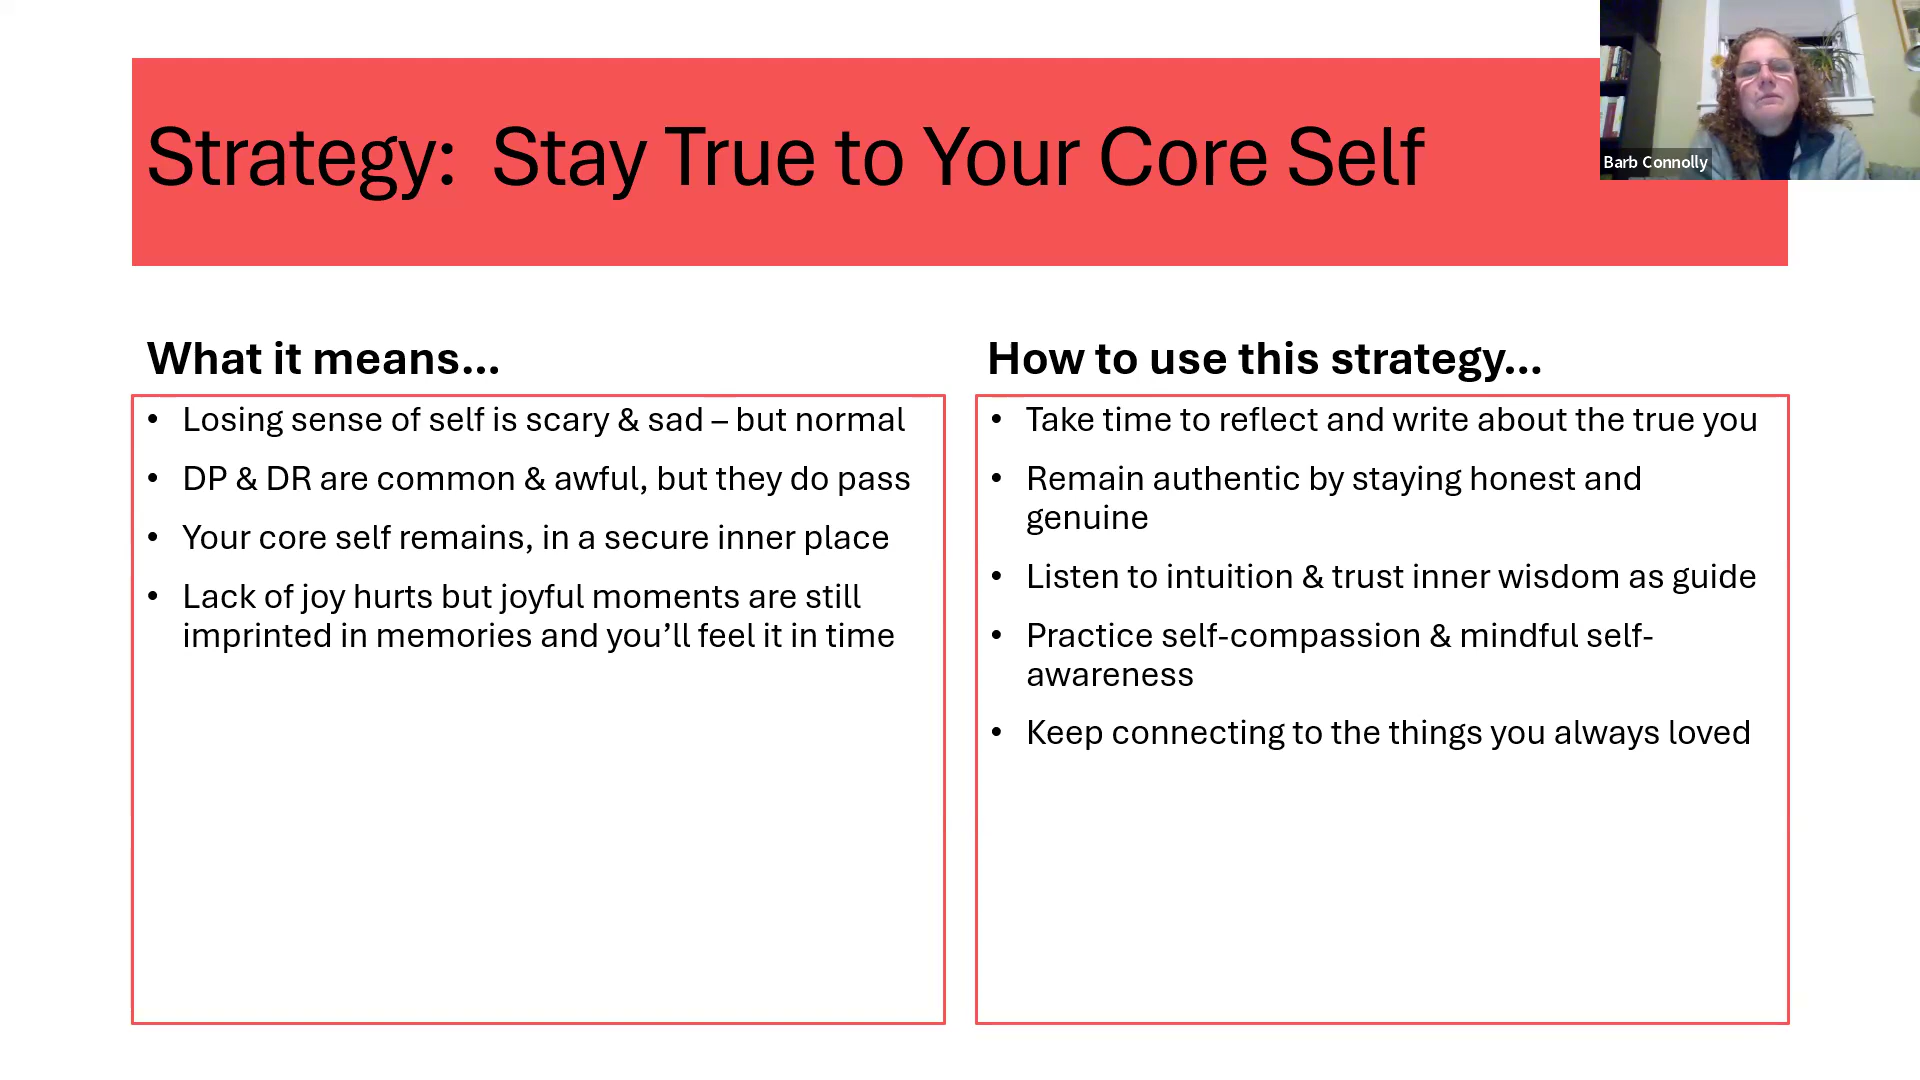 Strategy:  Stay True to Your Core Self
Barb Connolly
What it means...
• Losing sense of self is scary & sad – but normal
• DP & DR are common & awful, but they do pass
• Your core self remains, in a secure inner place
• Lack of joy hurts but joyful moments are still
imprinted in memories and you’ll feel it in time
How to use this strategy...
• Take time to reflect and write about the true you
• Remain authentic by staying honest and
genuine
• Listen to intuition & trust inner wisdom as guide
• Practice self-compassion & mindful self-
awareness
• Keep connecting to the things you always loved